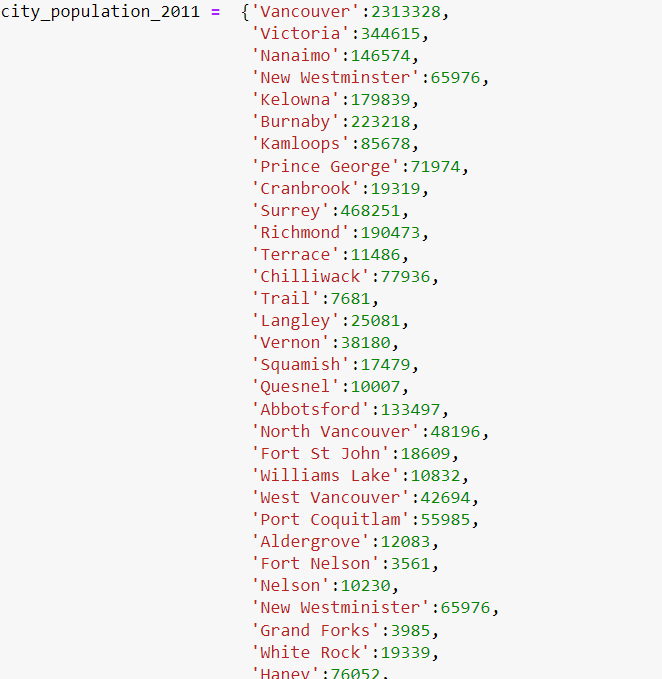 city_population_2011 =  {'Vancouver':2313328,
'Victoria':344615,
'Nanaimo':146574,
'New Westminster':65976,
'Kelowna':179839,
'Burnaby':223218,
'Kamloops':85678,
'Prince George':71974,
'Cranbrook':19319,
'Surrey':468251,
'Richmond':190473,
'Terrace':11486,
'Chilliwack':77936,
'Trail':7681,
'Langley':25081,
'Vernon':38180,
'Squamish':17479,
'Quesnel':10007,
'Abbotsford':133497,
'North Vancouver':48196,
'Fort St John':18609,
'Williams Lake':10832,
'West Vancouver':42694,
'Port Coquitlam':55985,
'Aldergrove':12083,
'Fort Nelson':3561,
'Nelson':10230,
'New Westminister':65976,
'Grand Forks':3985,
'White Rock':19339,
'Haney':76052,